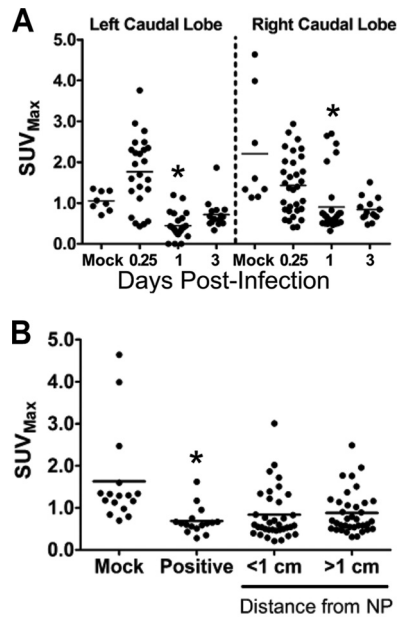 A
Left Caudal Lobe Right Caudal Lobe
SUVMax
5.0
4.0
3.0
2.0
1.0
0.0
* *
Mock 0.25 1 3 Mock 0.25 1 3
Days Post-Infection
B
SUVMax
5.0
4.0
3.0
2.0
1.0
0.0
*
Mock Positive <1 cm >1 cm
Distance from NP